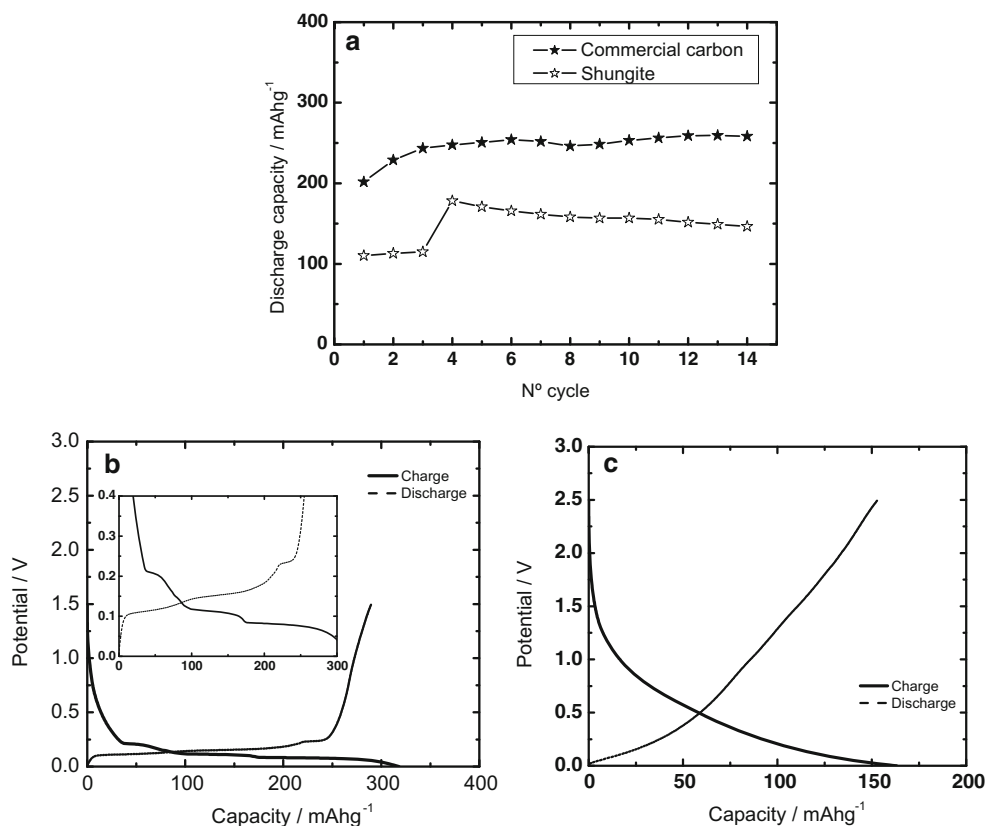 a
Commercial carbon
Shungite
400
300
200
100
0
Discharge capacity / mAhg⁻¹
0 2 4 6 8 10 12 14
Nº cycle
b
Charge
Discharge
3.0
2.5
2.0
1.5
1.0
0.5
0.0
Potential / V
0.4
0.3
0.2
0.1
0.0
0 100 200 300
0 100 200 300 400
Capacity / mAhg⁻¹
c
3.0
2.5
2.0
1.5
1.0
0.5
0.0
Potential / V
Charge
Discharge
0 50 100 150 200
Capacity / mAhg⁻¹